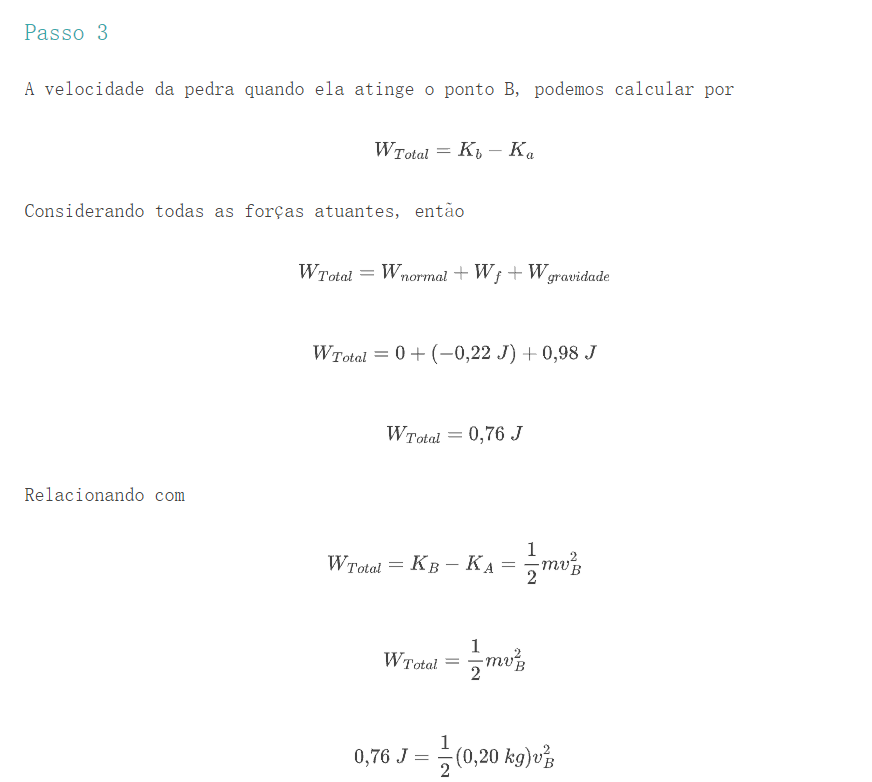 Passo 3
A velocidade da pedra quando ela atinge o ponto B, podemos calcular por
W_{Total} = K_b − K_a
Considerando todas as forças atuantes, então
W_{Total} = W_{normal} + W_f + W_{gravidade}
W_{Total} = 0 + (−0,22 J) + 0,98 J
W_{Total} = 0,76 J
Relacionando com
W_{Total} = K_B − K_A = \frac{1}{2} m v_B^2
W_{Total} = \frac{1}{2} m v_B^2
0,76 J = \frac{1}{2} (0,20 kg) v_B^2